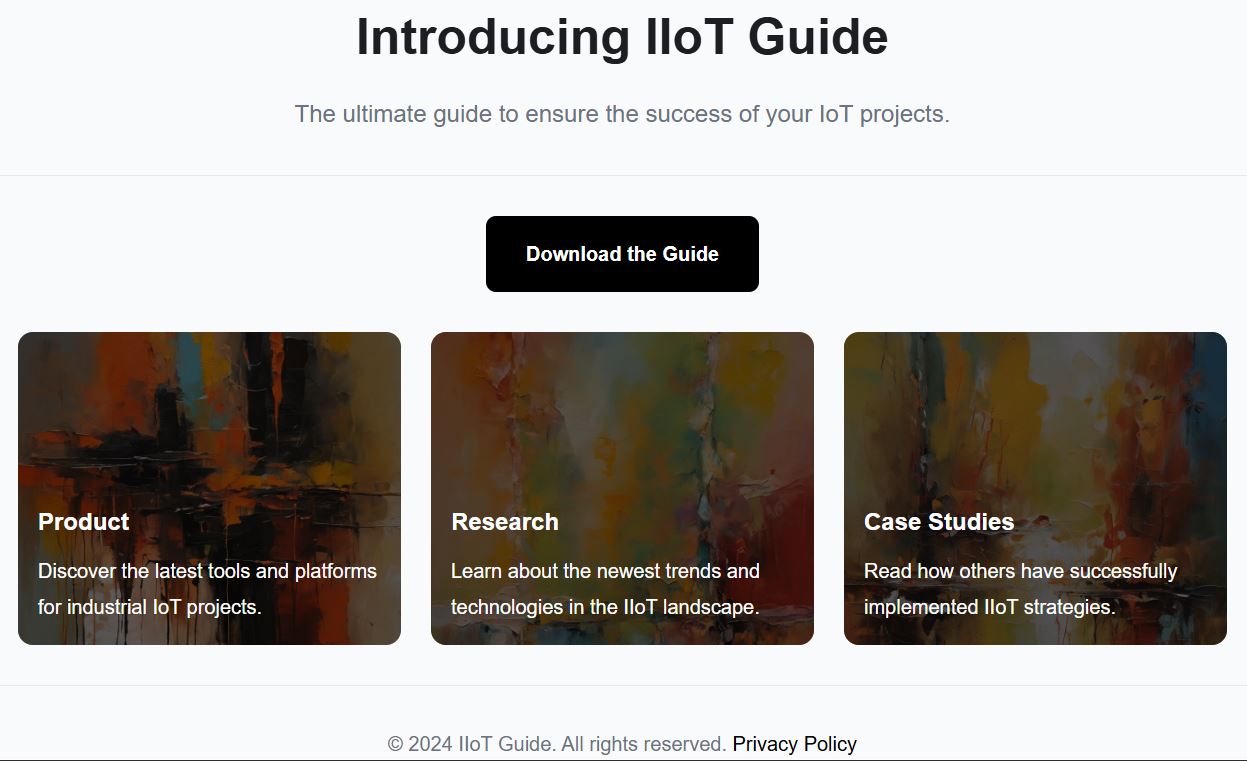 Introducing IIoT Guide
The ultimate guide to ensure the success of your IoT projects.
Download the Guide
Product
Discover the latest tools and platforms
for industrial IoT projects.
Research
Learn about the newest trends and
technologies in the IIoT landscape.
Case Studies
Read how others have successfully
implemented IIoT strategies.
© 2024 IIoT Guide. All rights reserved. Privacy Policy